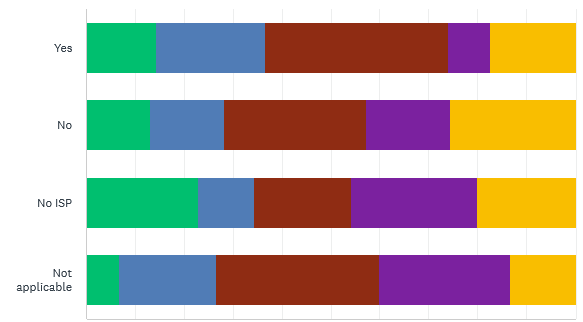 Yes
No
No ISP
Not
applicable